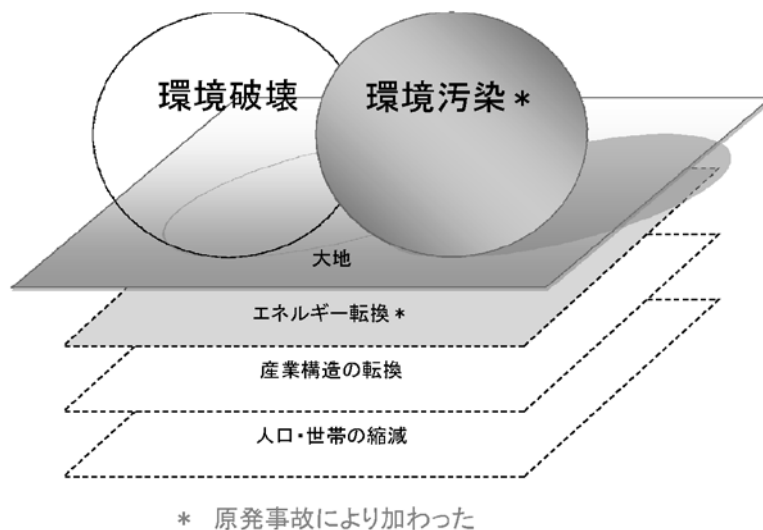 環境破壊
環境汚染*
大地
エネルギー転換*
産業構造の転換
人口・世帯の縮減
* 原発事故により加わった